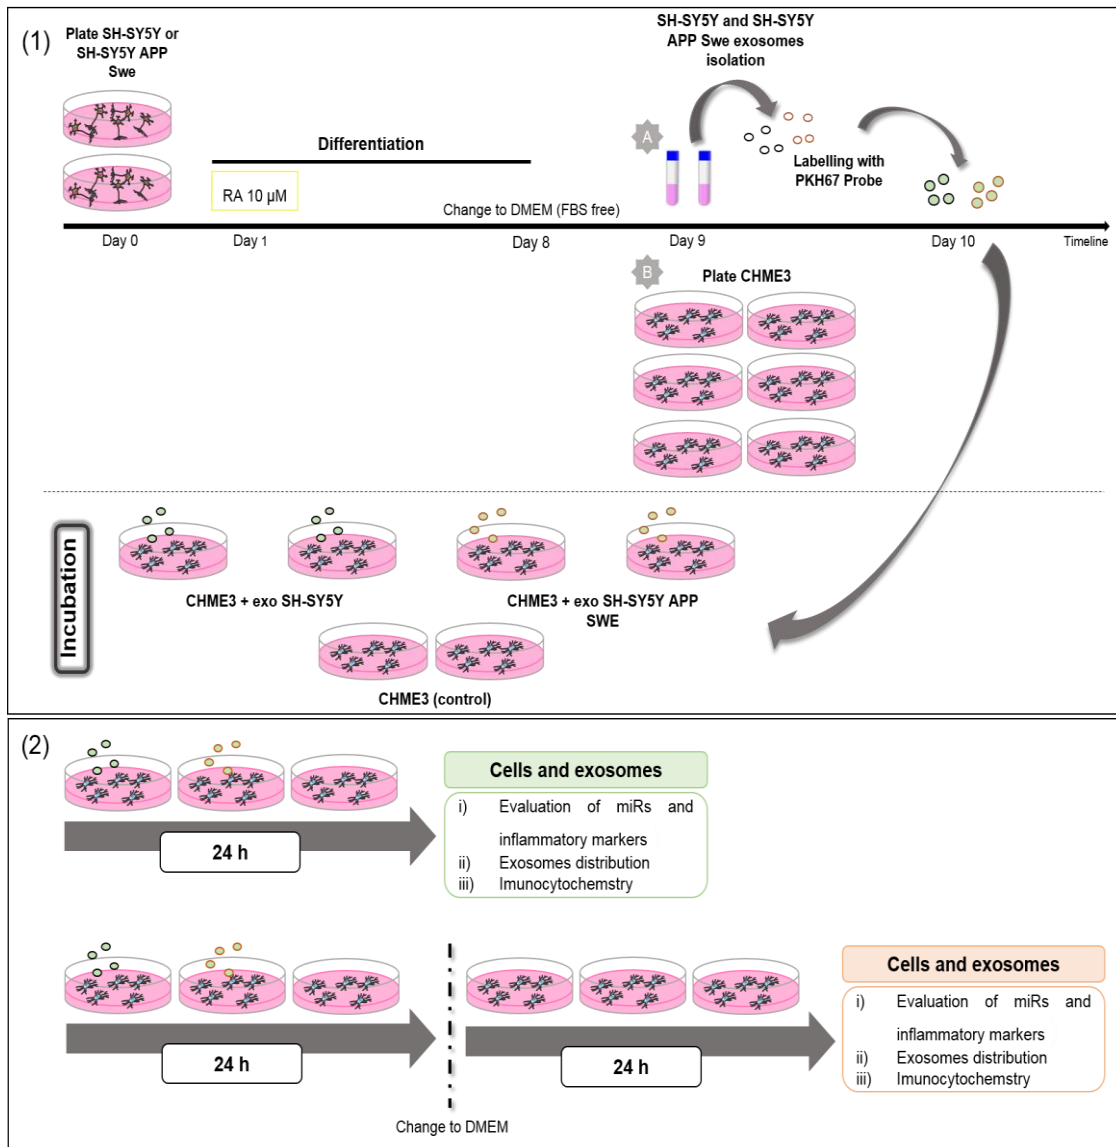 (1)
Plate SH-SY5Y or
SH-SY5Y APP
Swe
SH-SY5Y and SH-SY5Y
APP Swe exosomes
isolation
A
Differentiation
Labelling with
PKH67 Probe
RA 10 µM
Change to DMEM (FBS free)
Day 0
Day 1
Day 8
Day 9
Day 10
Timeline
B
Plate CHME3
Incubation
CHME3 + exo SH-SY5Y
CHME3 + exo SH-SY5Y APP
SWE
CHME3 (control)
(2)
Cells and exosomes
i) Evaluation of miRs and
inflammatory markers
ii) Exosomes distribution
iii) Imunocytochemstry
24 h
Cells and exosomes
i) Evaluation of miRs and
inflammatory markers
ii) Exosomes distribution
iii) Imunocytochemstry
24 h
24 h
Change to DMEM